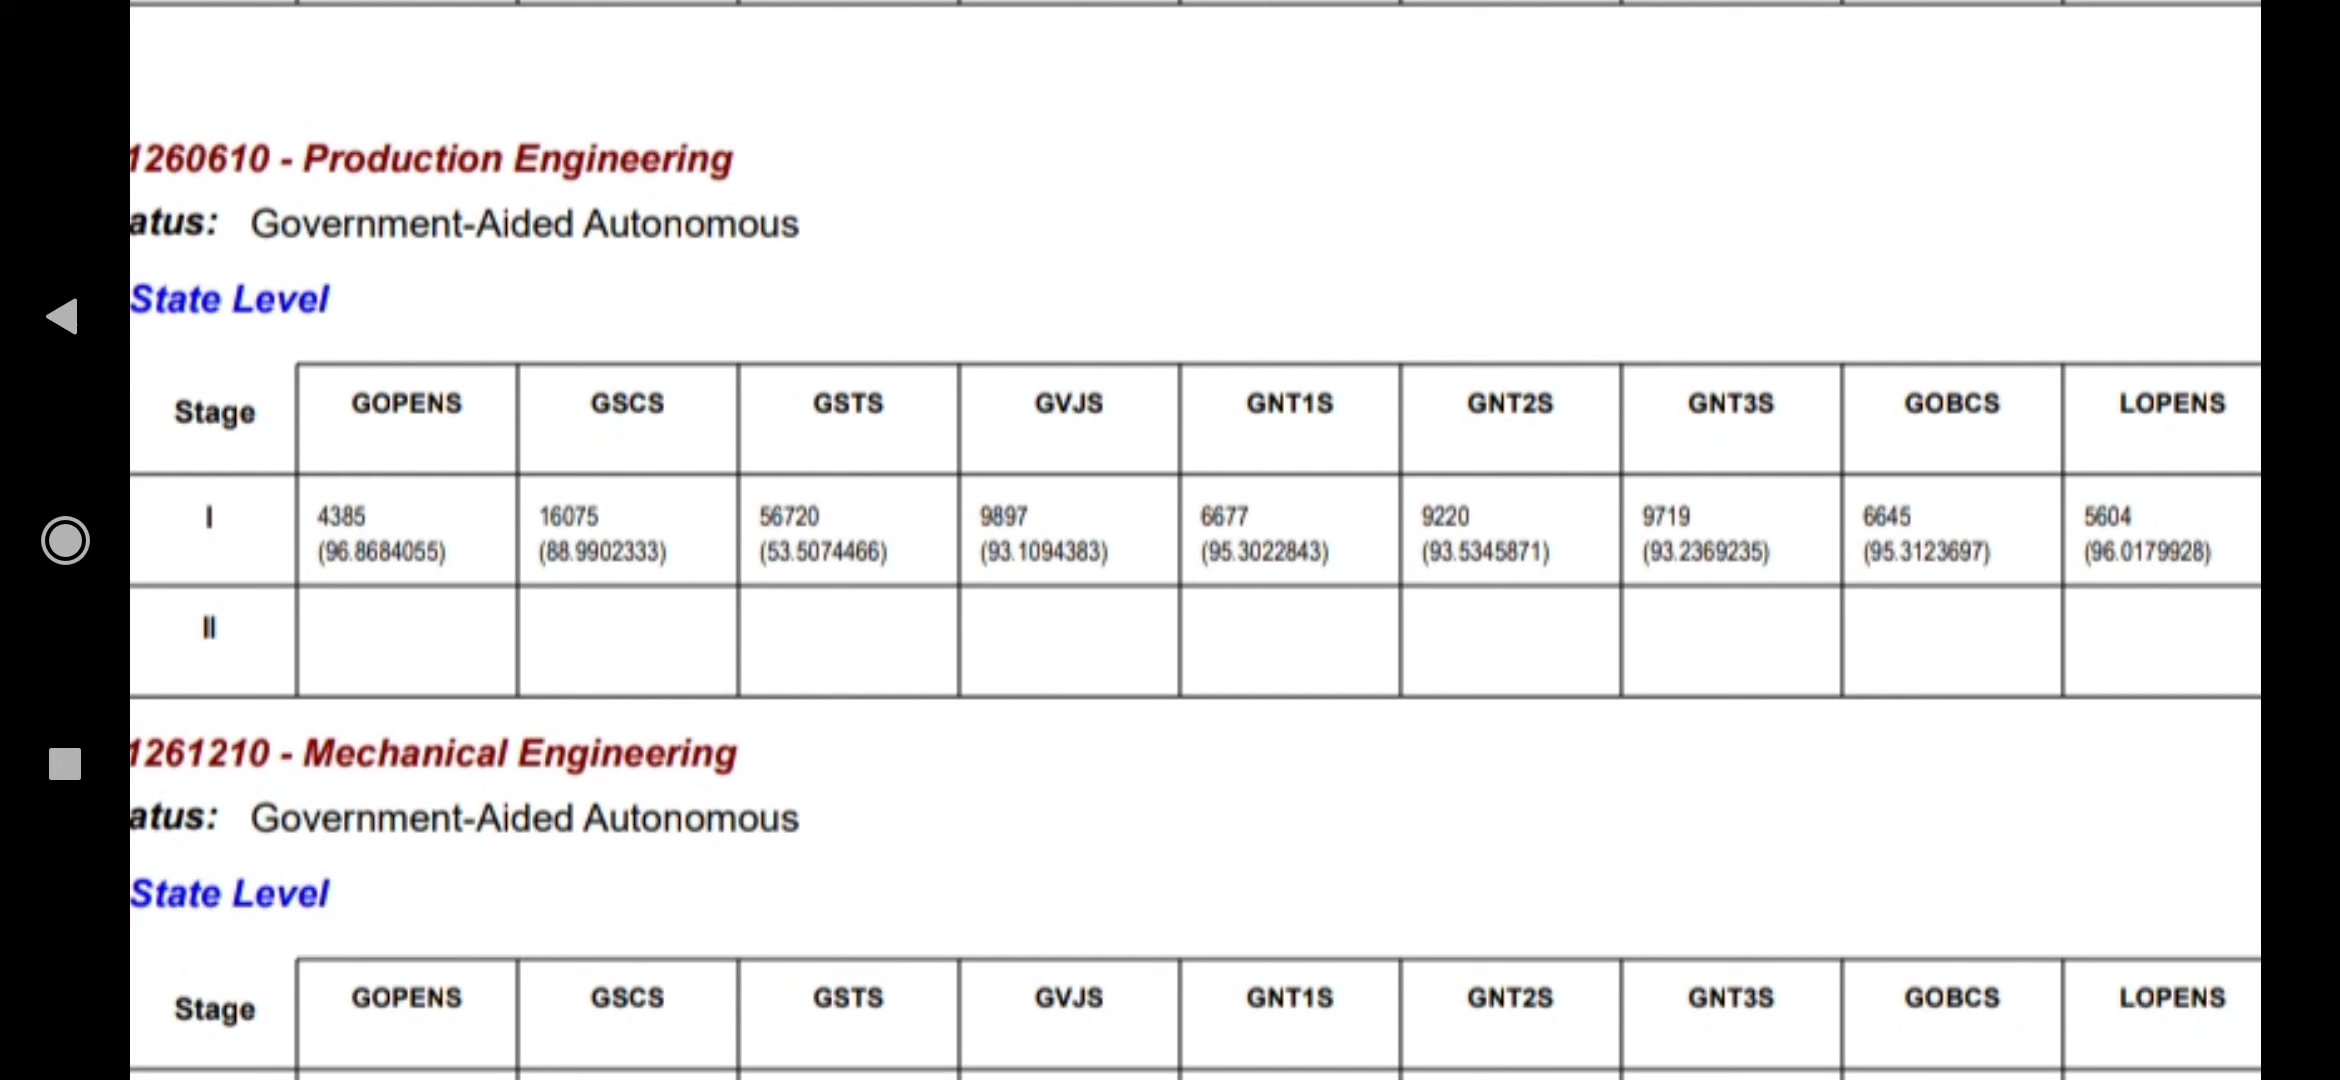 1260610 - Production Engineering
atus: Government-Aided Autonomous
State Level
Stage GOPENS GSCS GSTS GVJS GNT1S GNT2S GNT3S GOBCS LOPENS
I 4385 16075 56720 9897 6677 9220 9719 6645 5604
(96.8684055) (88.9902333) (53.5074466) (93.1094383) (95.3022843) (93.5345871) (93.2369235) (95.3123697) (96.0179928)
II
1261210 - Mechanical Engineering
atus: Government-Aided Autonomous
State Level
Stage GOPENS GSCS GSTS GVJS GNT1S GNT2S GNT3S GOBCS LOPENS